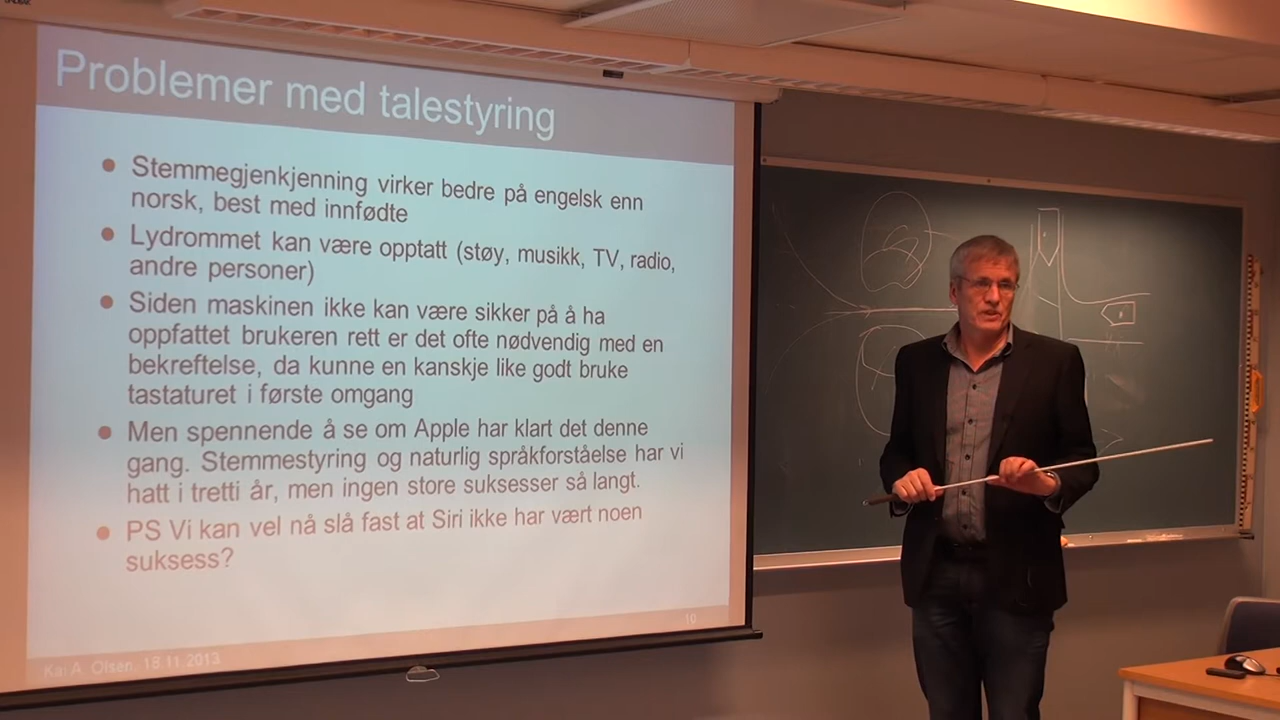 Problemer med talestyring
Stemmegjenkjenning virker bedre på engelsk enn
norsk, best med innfødte
Lydrommet kan være opptatt (støy, musikk, TV, radio,
andre personer)
Siden maskinen ikke kan være sikker på å ha
oppfattet brukeren rett er det ofte nødvendig med en
bekreftelse, da kunne en kanskje like godt bruke
tastaturet i første omgang
Men spennende å se om Apple har klart det denne
gang. Stemmestyring og naturlig språkforståelse har vi
hatt i tretti år, men ingen store suksesser så langt.
PS Vi kan vel nå slå fast at Siri ikke har vært noen
suksess?
10
Kai A. Olsen, 18.11.2013